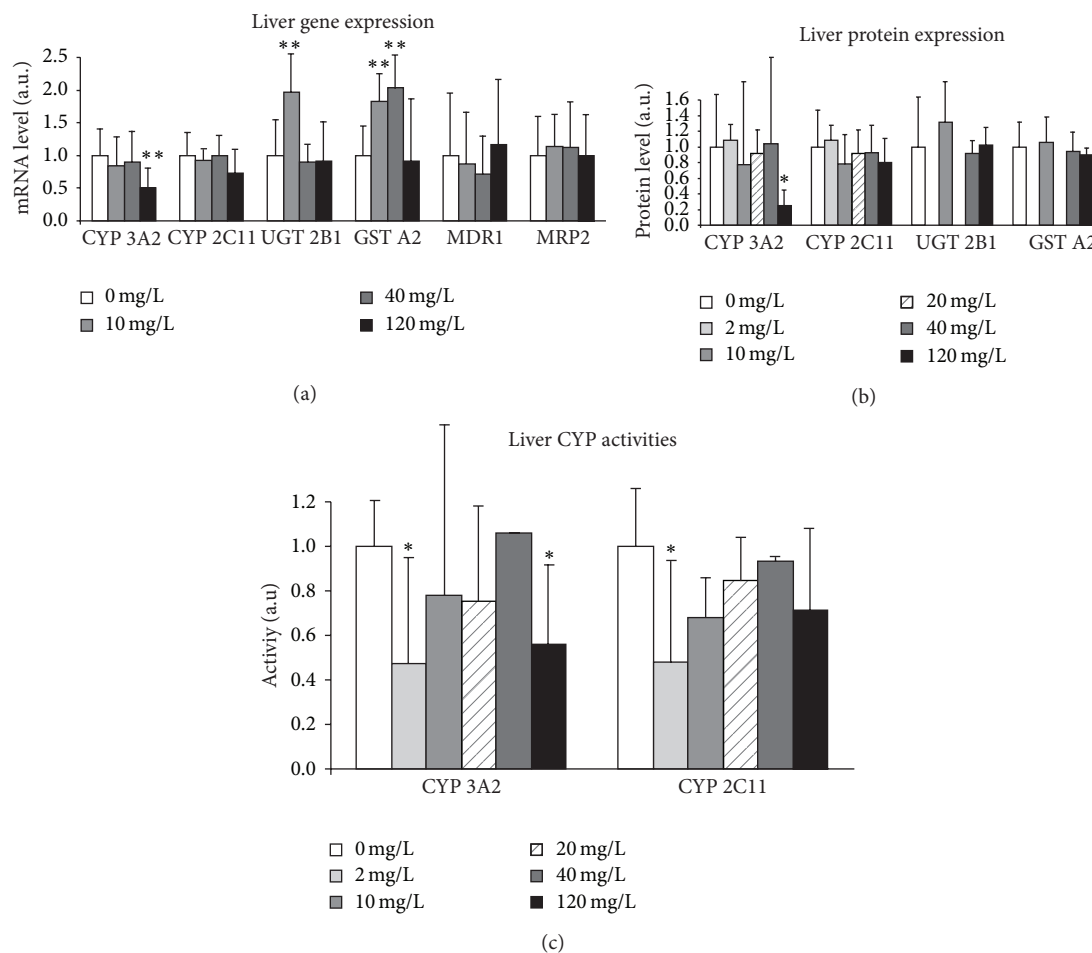 Liver gene expression
mRNA level (a.u.)
2.5
2.0
1.5
1.0
0.5
0.0
**
**
**
**
CYP 3A2 CYP 2C11 UGT 2B1 GST A2 MDR1 MRP2
0 mg/L
10 mg/L
40 mg/L
120 mg/L
(a)
Liver protein expression
Protein level (a.u.)
1.6
1.4
1.2
1.0
0.8
0.6
0.4
0.2
0.0
*
CYP 3A2 CYP 2C11 UGT 2B1 GST A2
0 mg/L
2 mg/L
10 mg/L
20 mg/L
40 mg/L
120 mg/L
(b)
Liver CYP activities
Activiy (a.u)
1.2
1.0
0.8
0.6
0.4
0.2
0.0
*
*
*
CYP 3A2 CYP 2C11
0 mg/L
2 mg/L
10 mg/L
20 mg/L
40 mg/L
120 mg/L
(c)